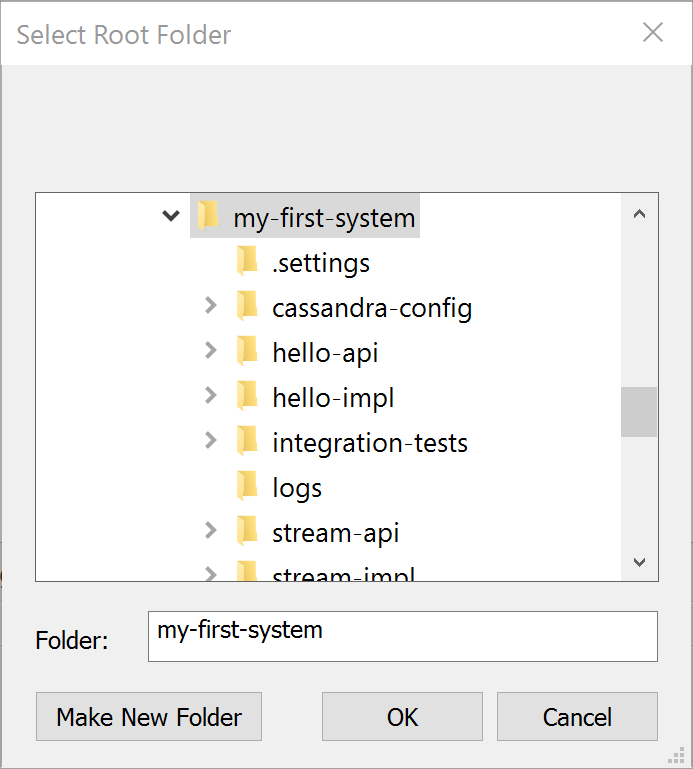 Select Root Folder
my-first-system
.settings
cassandra-config
hello-api
hello-impl
integration-tests
logs
stream-api
stream-impl
Folder: my-first-system
Make New Folder OK Cancel